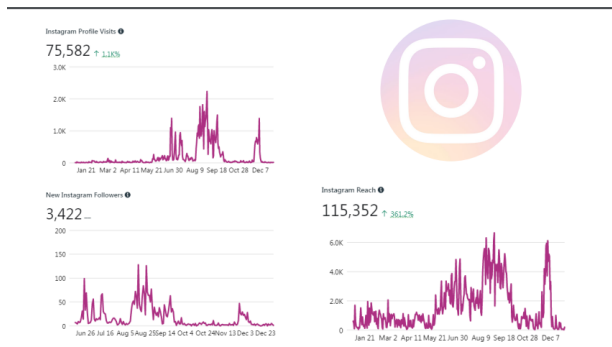 Instagram Profile Visits
75,582 ↑ 1.1K%
3.0K
2.0K
1.0K
0
Jan 21 Mar 2 Apr 11 May 21 Jun 30 Aug 9 Sep 18 Oct 28 Dec 7
New Instagram Followers
3,422 —
200
150
100
50
0
Jun 26 Jul 16 Aug 5 Aug 25 Sep 14 Oct 4 Oct 24 Nov 13 Dec 3 Dec 23
Instagram Reach
115,352 ↑ 361.2%
6.0K
4.0K
2.0K
0
Jan 21 Mar 2 Apr 11 May 21 Jun 30 Aug 9 Sep 18 Oct 28 Dec 7